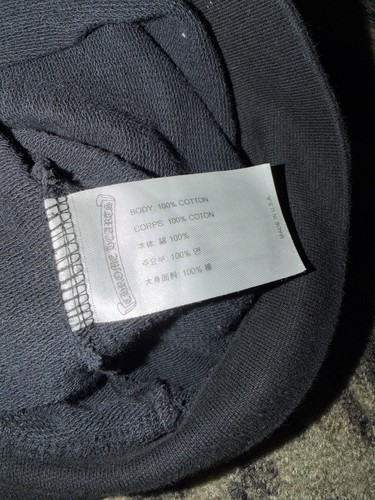 CHROME HEARTS
BODY: 100% COTTON
CORPS: 100% COTON
本体: 綿 100%
주요부: 100% 면
大身面料: 100% 棉
MADE IN U.S.A